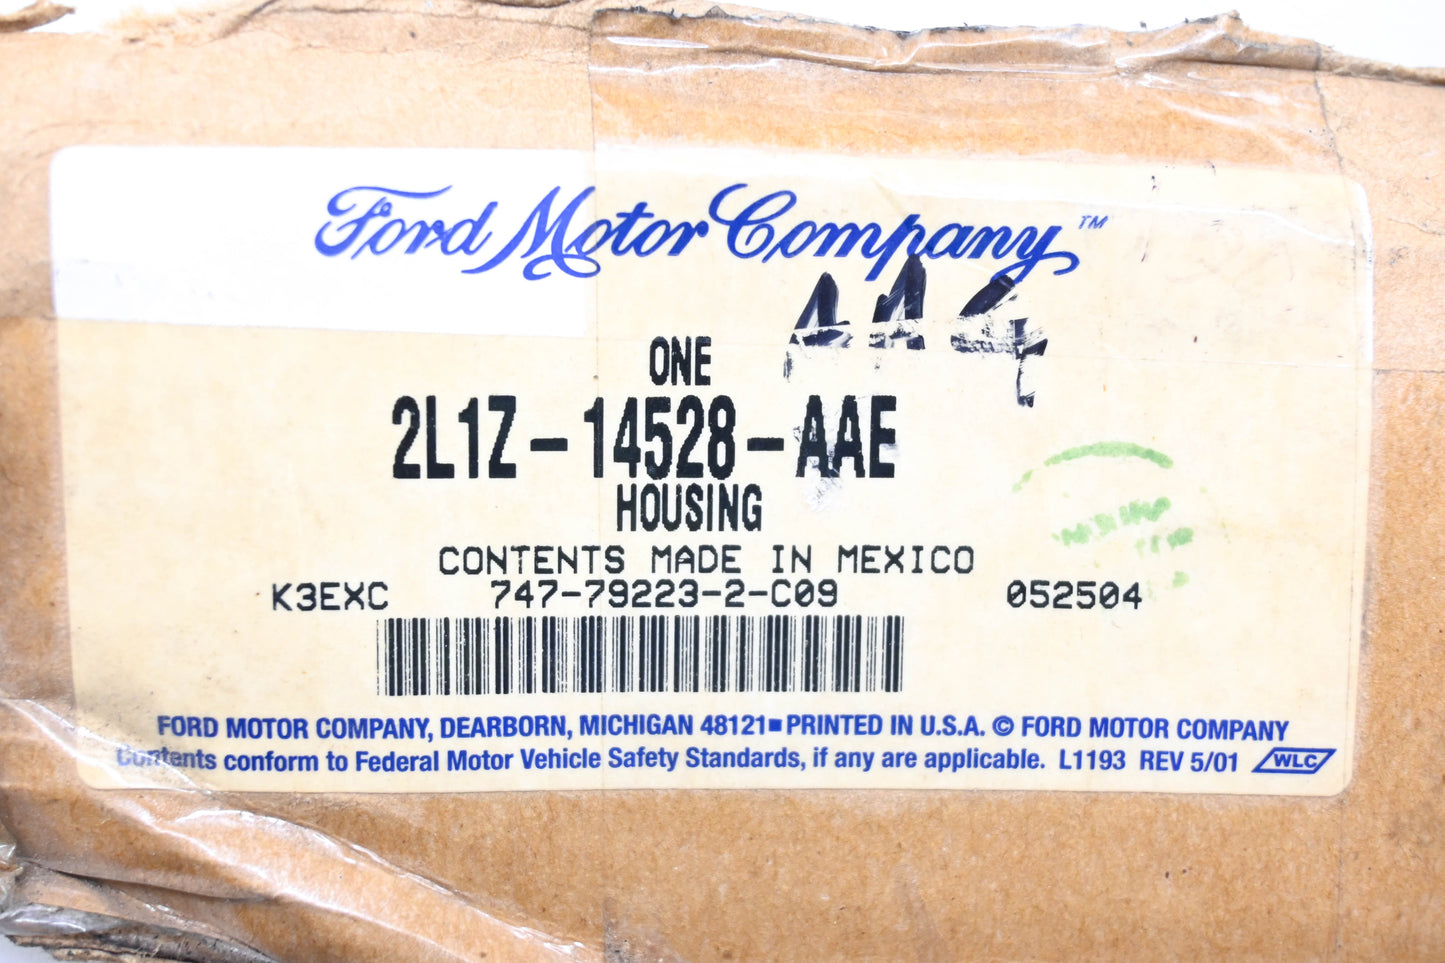 Ford Motor Company™
AA4
ONE
2L1Z-14528-AAE
HOUSING
CONTENTS MADE IN MEXICO
K3EXC 747-79223-2-C09 052504
FORD MOTOR COMPANY, DEARBORN, MICHIGAN 48121■PRINTED IN U.S.A. © FORD MOTOR COMPANY
Contents conform to Federal Motor Vehicle Safety Standards, if any are applicable. L1193 REV 5/01 WLC